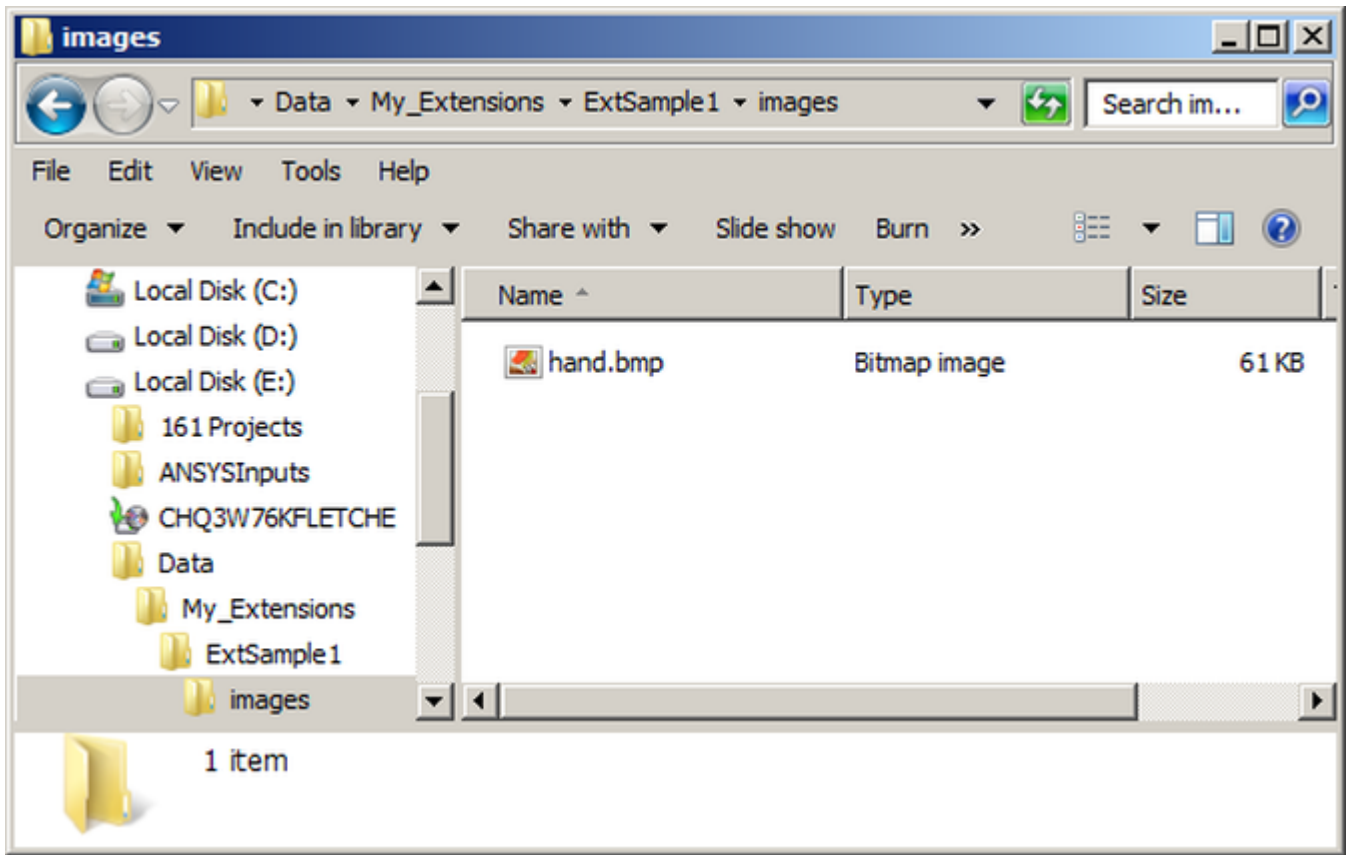 images
Data My_Extensions ExtSample1 images Search im...
File Edit View Tools Help
Organize Include in library Share with Slide show Burn »
Local Disk (C:)
Local Disk (D:)
Local Disk (E:)
161 Projects
ANSYSInputs
CHQ3W76KFLETCHE
Data
My_Extensions
ExtSample1
images
Name Type Size
hand.bmp Bitmap image 61 KB
1 item